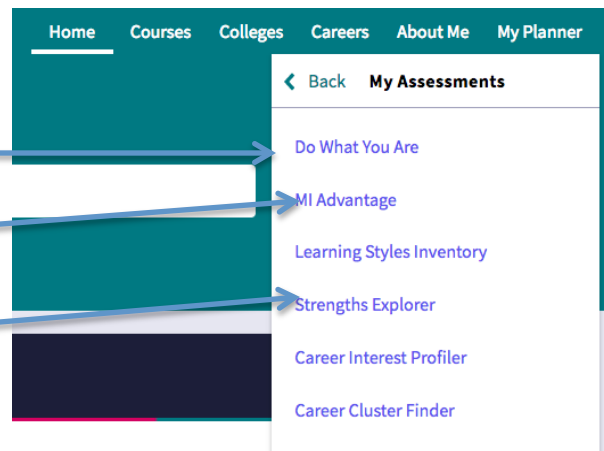 Home Courses Colleges Careers About Me My Planner
Back My Assessments
Do What You Are
MI Advantage
Learning Styles Inventory
Strengths Explorer
Career Interest Profiler
Career Cluster Finder